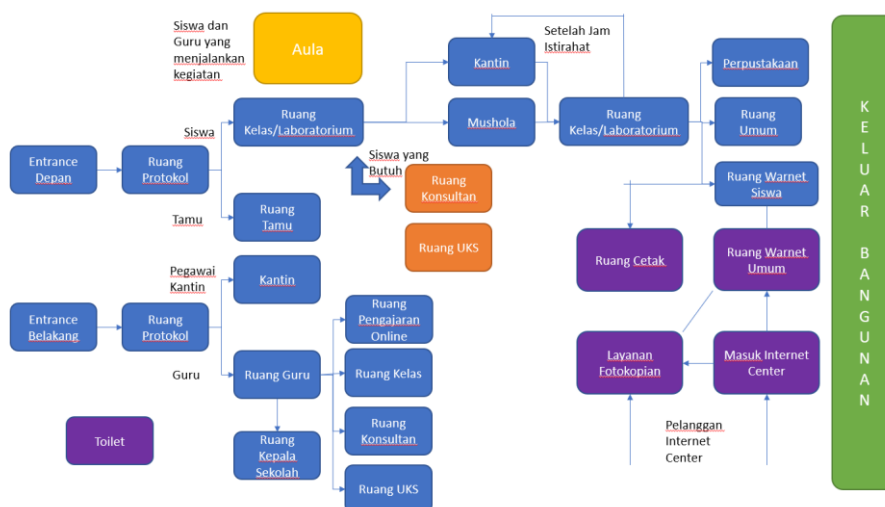 Siswa dan
Guru yang
menjalankan
kegiatan
Aula
Setelah Jam
Istirahat
Kantin
Perpustakaan
Siswa
Ruang
Kelas/Laboratorium
Mushola
Ruang
Kelas/Laboratorium
Ruang
Umum
Entrance
Depan
Ruang
Protokol
Siswa yang
Butuh
Ruang
Konsultan
Ruang Warnet
Siswa
Tamu
Ruang
Tamu
Ruang UKS
Ruang Cetak
Ruang Warnet
Umum
Pegawai
Kantin
Kantin
Entrance
Belakang
Ruang
Protokol
Ruang
Pengajaran
Online
Guru
Ruang Guru
Ruang Kelas
Layanan
Fotokopian
Masuk Internet
Center
Toilet
Ruang
Kepala
Sekolah
Ruang
Konsultan
Ruang UKS
Pelanggan
Internet
Center
K
E
L
U
A
R
B
A
N
G
U
N
A
N